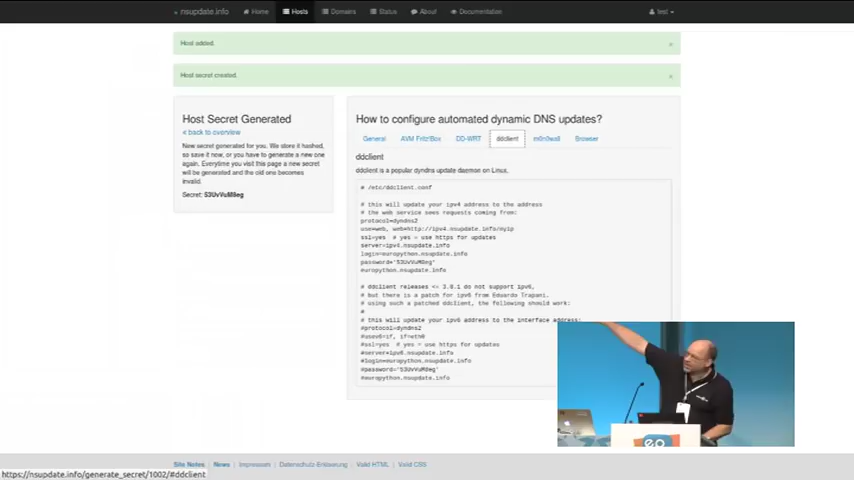 nsupdate.info
Home
Hosts
Domains
Status
About
Documentation
test
Host added.
Host secret created.
Host Secret Generated
< back to overview
New secret generated for you. We store it hashed,
so save it now, or you have to generate a new one
again. Everytime you visit this page a new secret
will be generated and the old one becomes
invalid.
Secret: S3UvVuM8eg
How to configure automated dynamic DNS updates?
General
AVM Fritz!Box
DD-WRT
ddclient
m0n0wall
Browser
ddclient
ddclient is a popular dyndns update daemon on Linux.
# /etc/ddclient.conf
# this will update your ipv4 address to the address
# the web service sees requests coming from:
protocol=dyndns2
use=web, web=http://ipv4.nsupdate.info/myip
ssl=yes # yes = use https for updates
server=ipv4.nsupdate.info
login=europython.nsupdate.info
password='S3UvVuM8eg'
europython.nsupdate.info
# ddclient releases <= 3.8.1 do not support ipv6,
# but there is a patch for ipv6 from Eduardo Trapani.
# using such a patched ddclient, the following should work:
#
# this will update your ipv6 address to the interface address:
#protocol=dyndns2
#usev6=if, if=eth0
#ssl=yes # yes = use https for updates
#server=ipv6.nsupdate.info
#login=europython.nsupdate.info
#password='S3UvVuM8eg'
#europython.nsupdate.info
ep
Site Notes
News
Impressum
Datenschutz-Erklaerung
Valid HTML
Valid CSS
https://nsupdate.info/generate_secret/1002/#ddclient